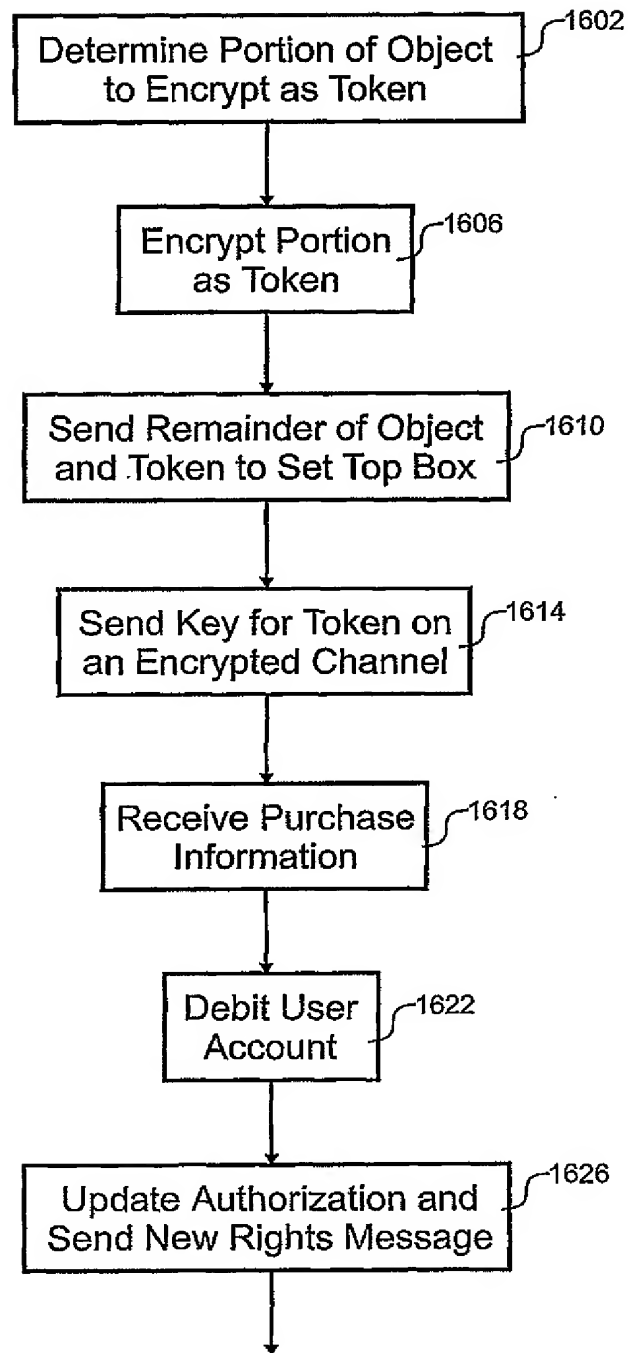 1602
Determine Portion of Object
to Encrypt as Token
1606
Encrypt Portion
as Token
1610
Send Remainder of Object
and Token to Set Top Box
1614
Send Key for Token on
an Encrypted Channel
1618
Receive Purchase
Information
1622
Debit User
Account
1626
Update Authorization and
Send New Rights Message